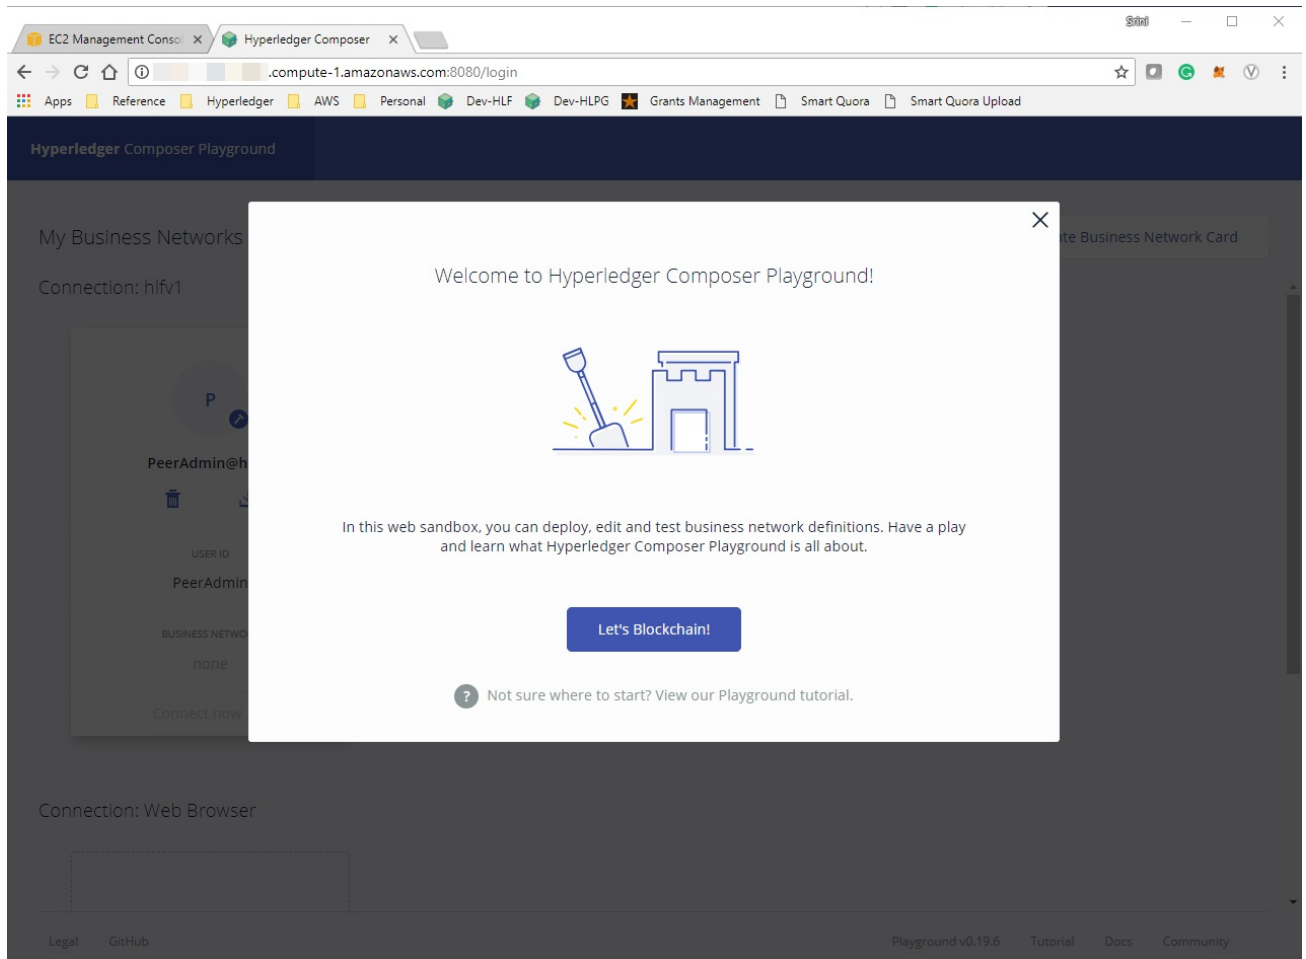 Srini
EC2 Management Consol
Hyperledger Composer
.compute-1.amazonaws.com:8080/login
Apps Reference Hyperledger AWS Personal Dev-HLF Dev-HLPG Grants Management Smart Quora Smart Quora Upload
Hyperledger Composer Playground
My Business Networks
te Business Network Card
Connection: hlfv1
Welcome to Hyperledger Composer Playground!
P
PeerAdmin@h
In this web sandbox, you can deploy, edit and test business network definitions. Have a play
and learn what Hyperledger Composer Playground is all about.
USER ID
PeerAdmin
BUSINESS NETWO
none
Let's Blockchain!
? Not sure where to start? View our Playground tutorial.
Connect now
Connection: Web Browser
Legal GitHub Playground v0.19.6 Tutorial Docs Community